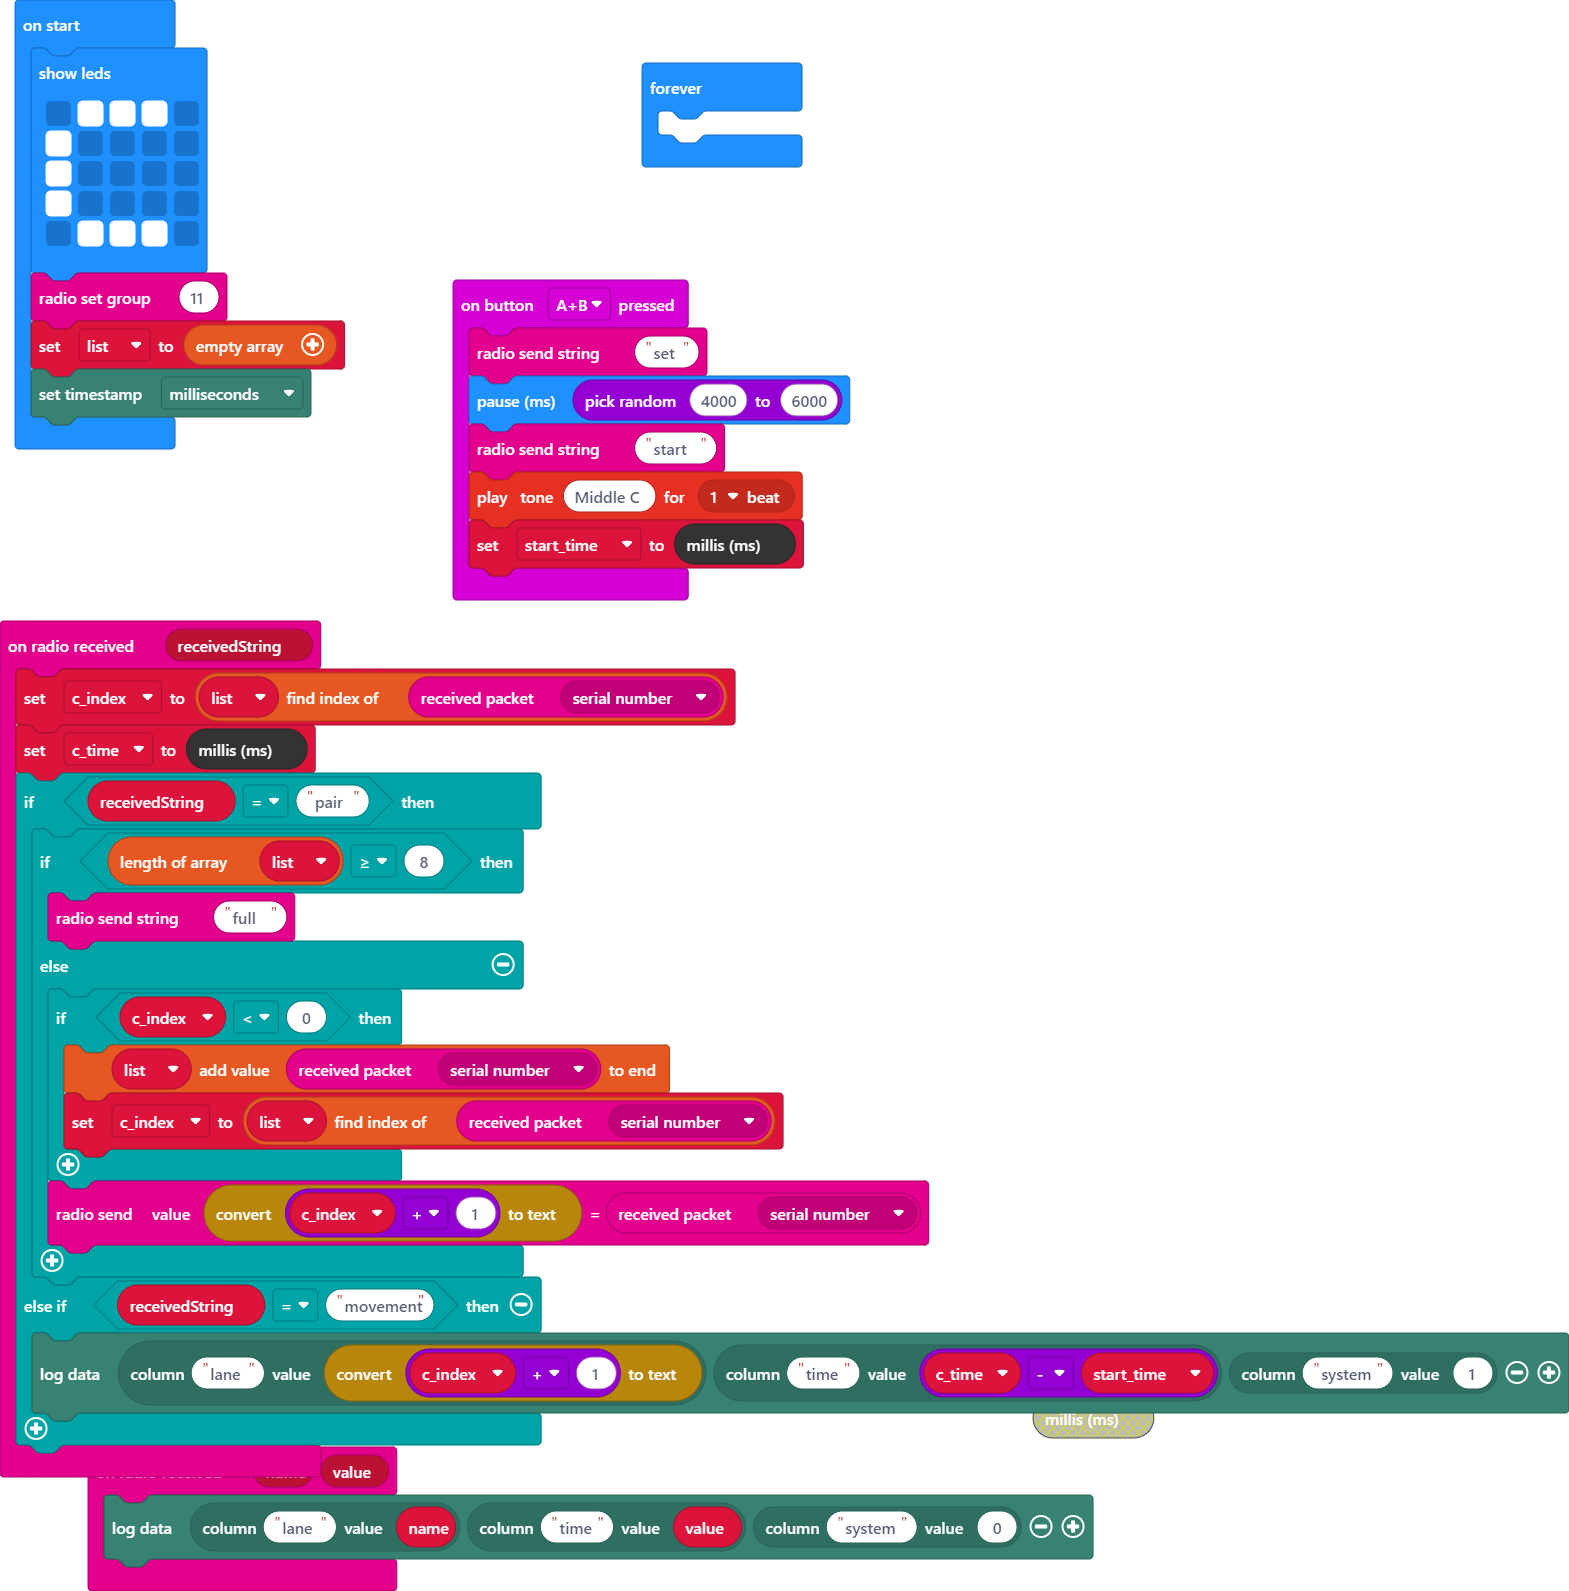 on start
show leds
radio set group 11
set list to empty array
set timestamp milliseconds
forever
on button A+B pressed
radio send string "set"
pause (ms) pick random 4000 to 6000
radio send string "start"
play tone Middle C for 1 beat
set start_time to millis (ms)
on radio received receivedString
set c_index to list find index of received packet serial number
set c_time to millis (ms)
if receivedString = "pair" then
if length of array list ≥ 8 then
radio send string "full"
else
if c_index < 0 then
list add value received packet serial number to end
set c_index to list find index of received packet serial number
radio send value convert c_index + 1 to text = received packet serial number
else if receivedString = "movement" then
log data column "lane" value convert c_index + 1 to text column "time" value c_time - start_time column "system" value 1
millis (ms)
value
log data column "lane" value name column "time" value value column "system" value 0